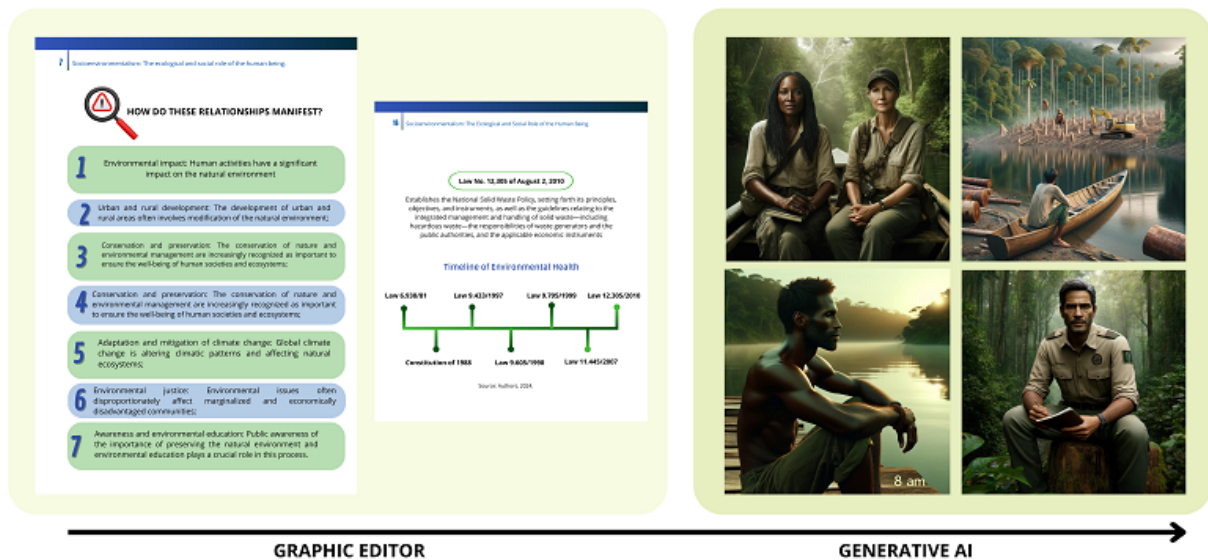 7 Socioenvironmentalism: The ecological and social role of the human being.
HOW DO THESE RELATIONSHIPS MANIFEST?
1
Environmental impact: Human activities have a significant
impact on the natural environment
2
Urban and rural development: The development of urban and
rural areas often involves modification of the natural environment;
3
Conservation and preservation: The conservation of nature and
environmental management are increasingly recognized as important to
ensure the well-being of human societies and ecosystems;
4
Conservation and preservation: The conservation of nature and
environmental management are increasingly recognized as important
to ensure the well-being of human societies and ecosystems;
5
Adaptation and mitigation of climate change: Global climate
change is altering climatic patterns and affecting natural
ecosystems;
6
Environmental justice: Environmental issues often
disproportionately affect marginalized and economically
disadvantaged communities;
7
Awareness and environmental education: Public awareness of
the importance of preserving the natural environment and
environmental education plays a crucial role in this process.
Socioenvironmentalism: The Ecological and Social Role of the Human Being
Law No. 12,305 of August 2, 2010
Establishes the National Solid Waste Policy, setting forth its principles,
objectives, and instruments, as well as the guidelines relating to the
integrated management and handling of solid waste—including
hazardous waste—the responsibilities of waste generators and the
public authorities, and the applicable economic instruments
Timeline of Environmental Health
Law 6.938/81 Law 9.433/1997 Law 9.795/1999 Law 12.305/2010
Constitution of 1988 Law 9.605/1998 Law 11.445/2007
Source: Authors, 2024.
8 am
GRAPHIC EDITOR GENERATIVE AI